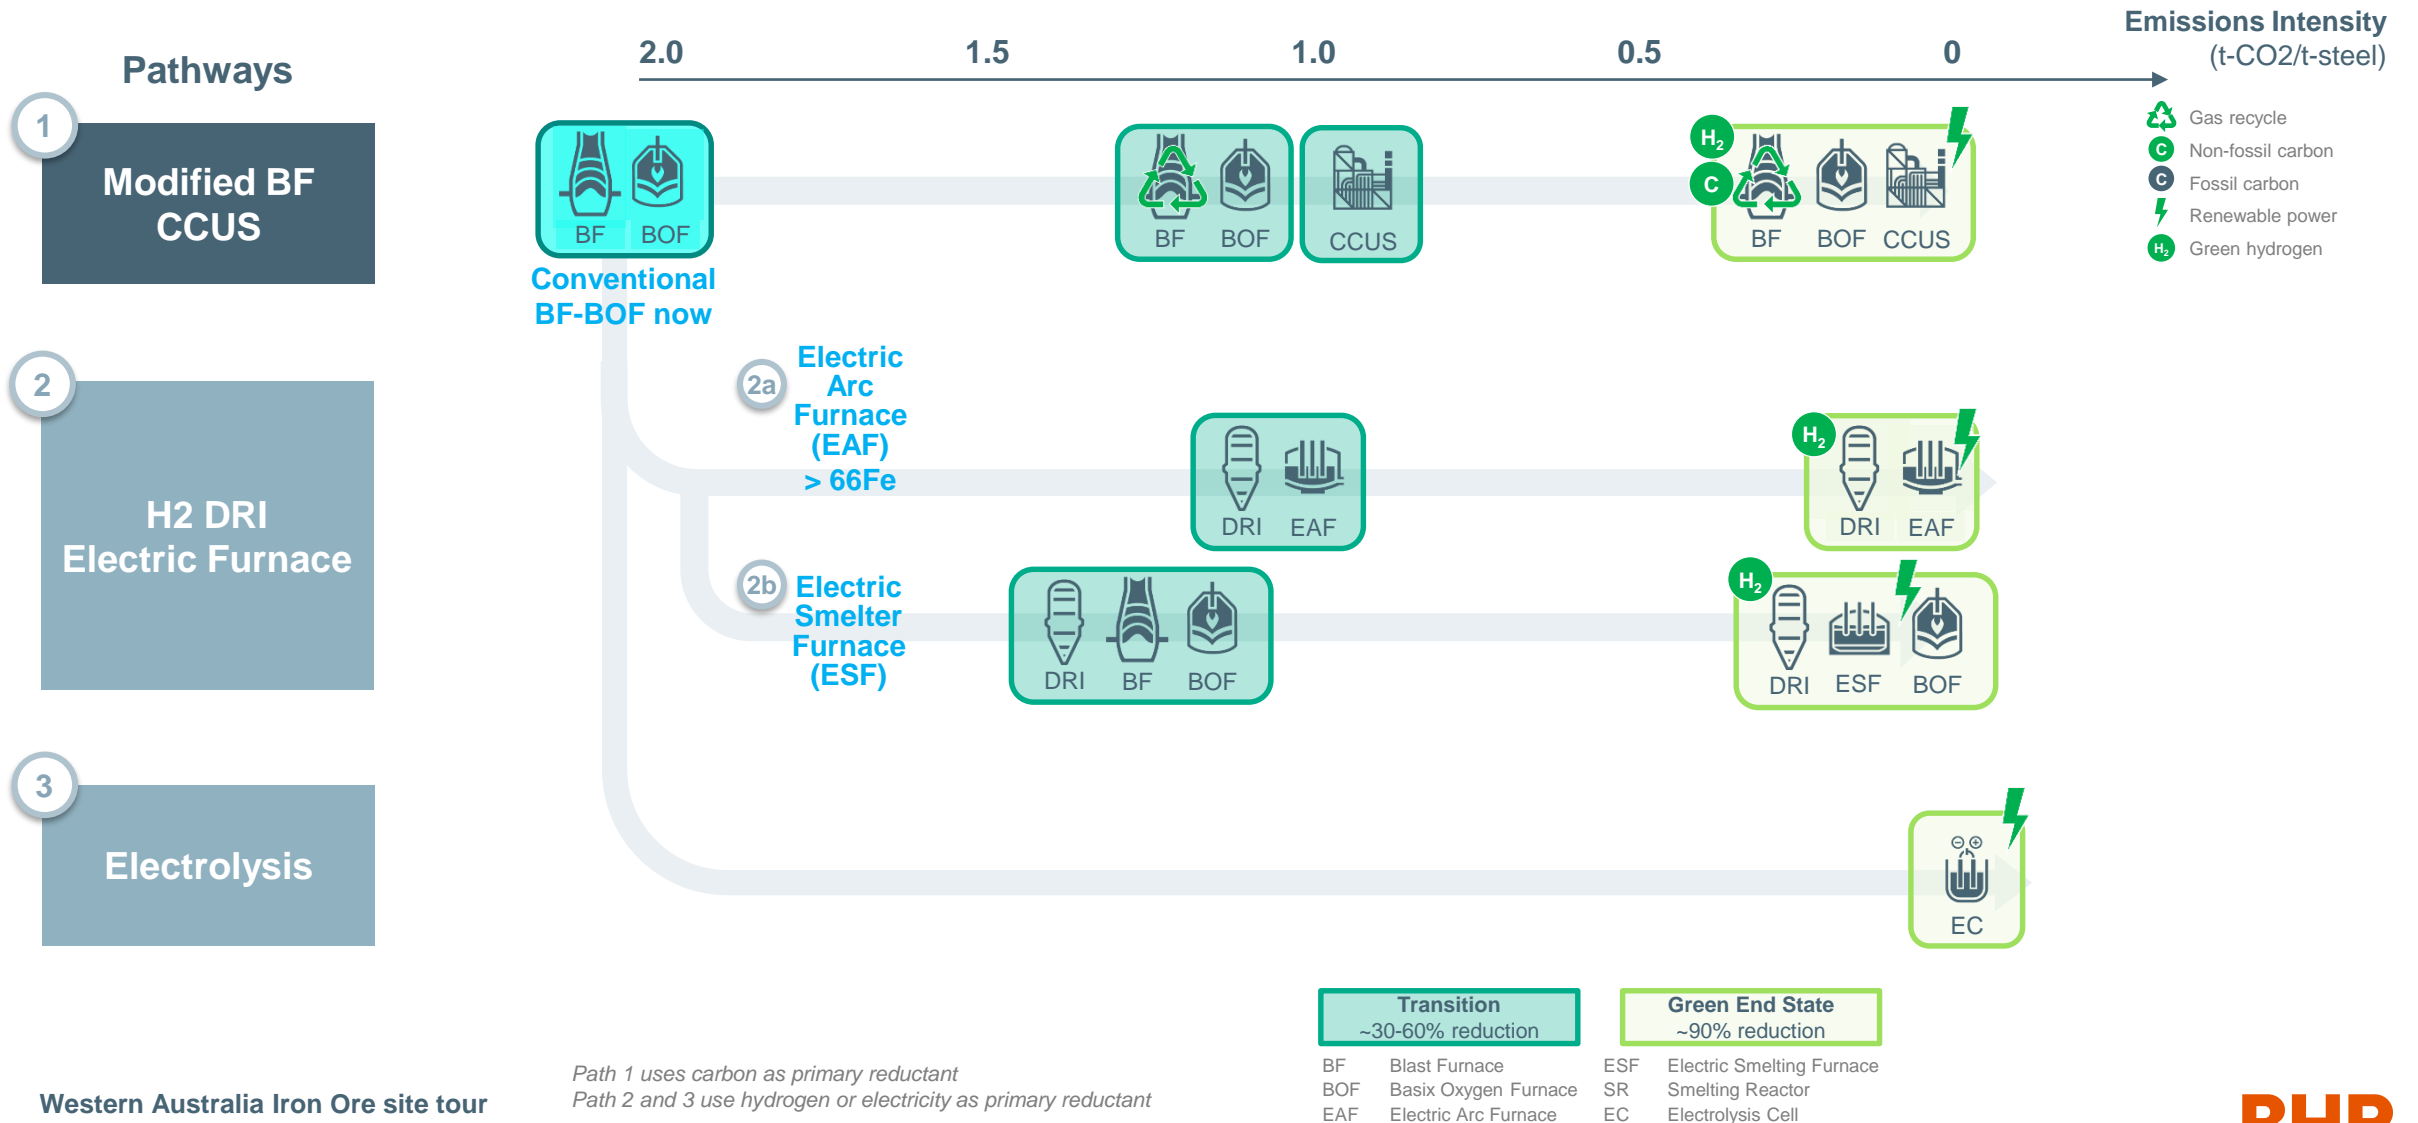 Emissions Intensity
(t-CO2/t-steel)
2.0
1.5
1.0
0.5
0
Pathways
1
Modified BF
CCUS
BF
BOF
Conventional
BF-BOF now
BF
BOF
CCUS
H2
C
BF
BOF
CCUS
Gas recycle
C
Non-fossil carbon
C
Fossil carbon
Renewable power
H2
Green hydrogen
2
H2 DRI
Electric Furnace
2a
Electric
Arc
Furnace
(EAF)
> 66Fe
DRI
EAF
H2
DRI
EAF
2b
Electric
Smelter
Furnace
(ESF)
DRI
BF
BOF
H2
DRI
ESF
BOF
3
Electrolysis
EC
Transition
~30-60% reduction
Green End State
~90% reduction
BF Blast Furnace
BOF Basix Oxygen Furnace
EAF Electric Arc Furnace
ESF Electric Smelting Furnace
SR Smelting Reactor
EC Electrolysis Cell
Path 1 uses carbon as primary reductant
Path 2 and 3 use hydrogen or electricity as primary reductant
Western Australia Iron Ore site tour
BHP